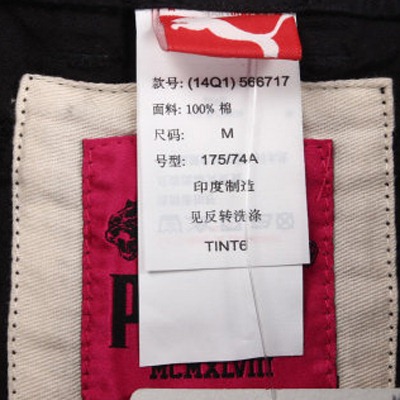 款号: (14Q1) 566717
面料: 100% 棉
尺码: M
号型: 175/74A
印度制造
见反转洗涤
TINT6
P
MCMXLVIII